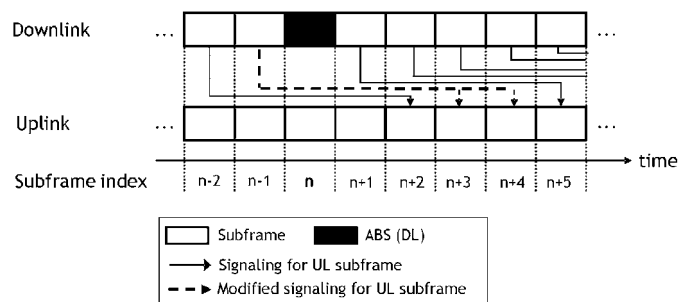 Downlink
... ...
Uplink
... ...
time
Subframe index n-2 n-1 n n+1 n+2 n+3 n+4 n+5
Subframe ABS (DL)
Signaling for UL subframe
Modified signaling for UL subframe